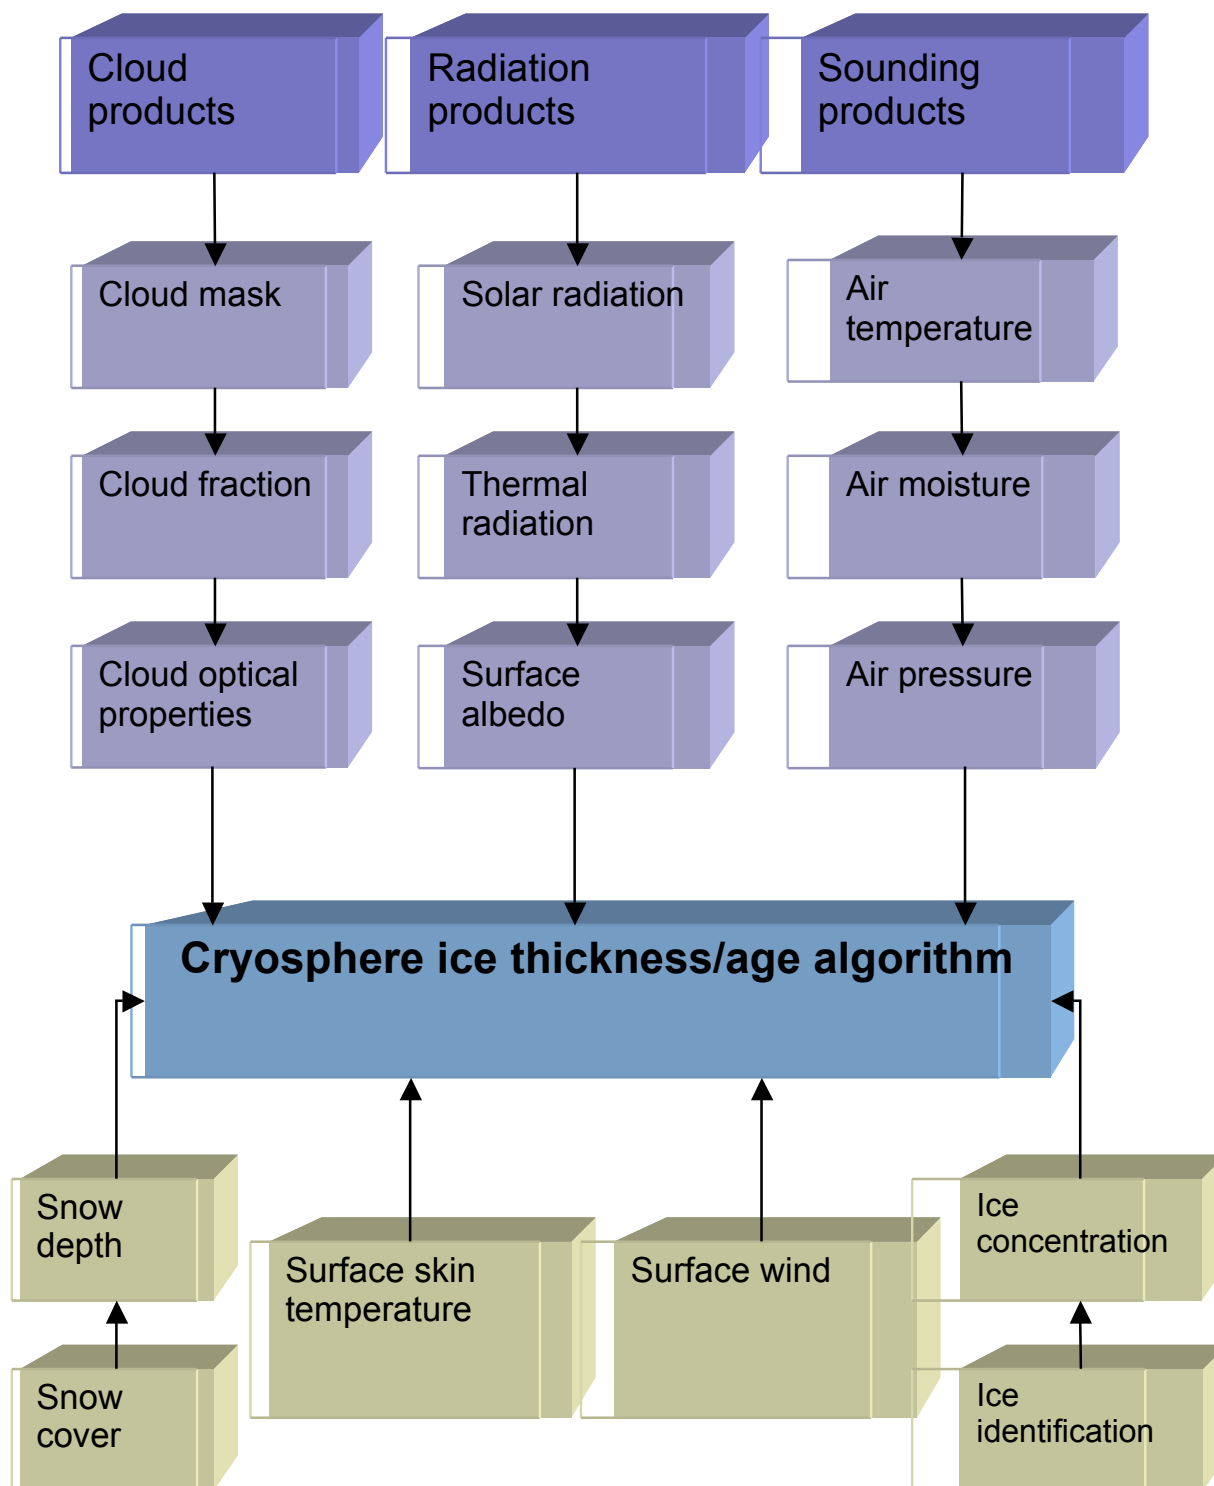 Cloud
products
Radiation
products
Sounding
products
Cloud mask
Solar radiation
Air
temperature
Cloud fraction
Thermal
radiation
Air moisture
Cloud optical
properties
Surface
albedo
Air pressure
Cryosphere ice thickness/age algorithm
Snow
depth
Surface skin
temperature
Surface wind
Ice
concentration
Snow
cover
Ice
identification